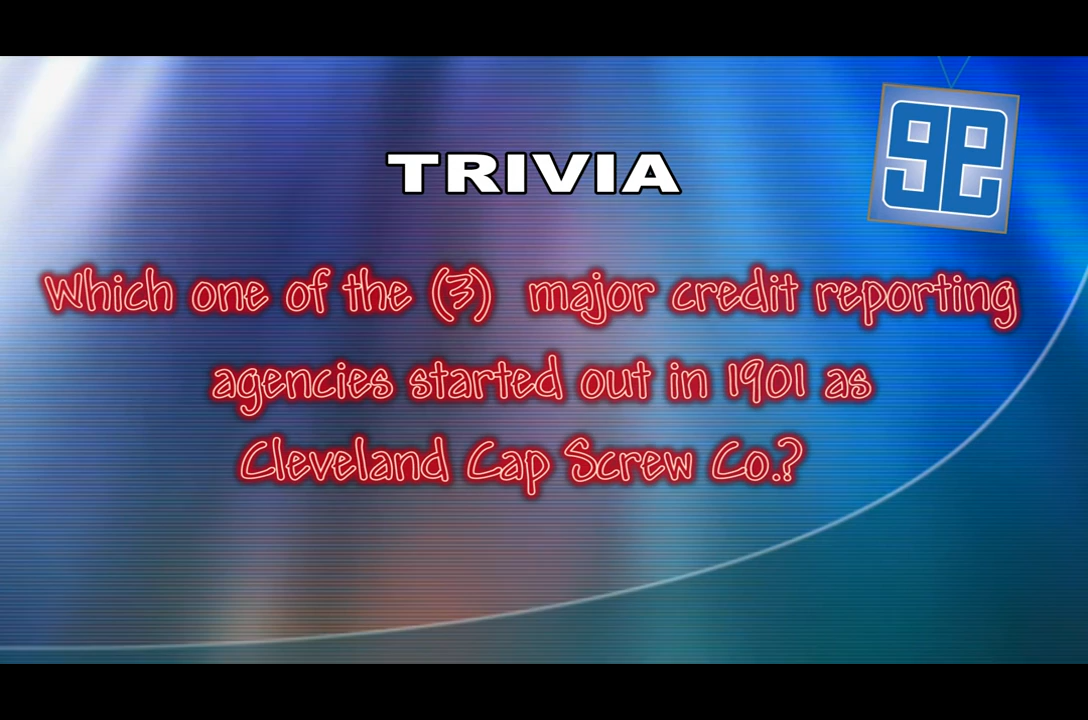 TRIVIA
Which one of the (3) major credit reporting
agencies started out in 1901 as
Cleveland Cap Screw Co.?